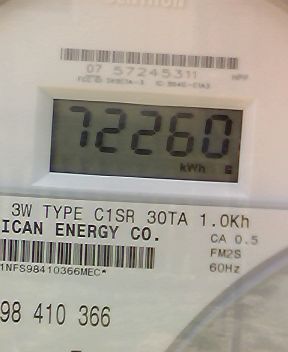 07 57245311
72260
kWh
3W TYPE C1SR 30TA 1.0Kh
ICAN ENERGY CO.
CA 0.5
FM2S
60Hz
1NFS98410366MEC*
98 410 366